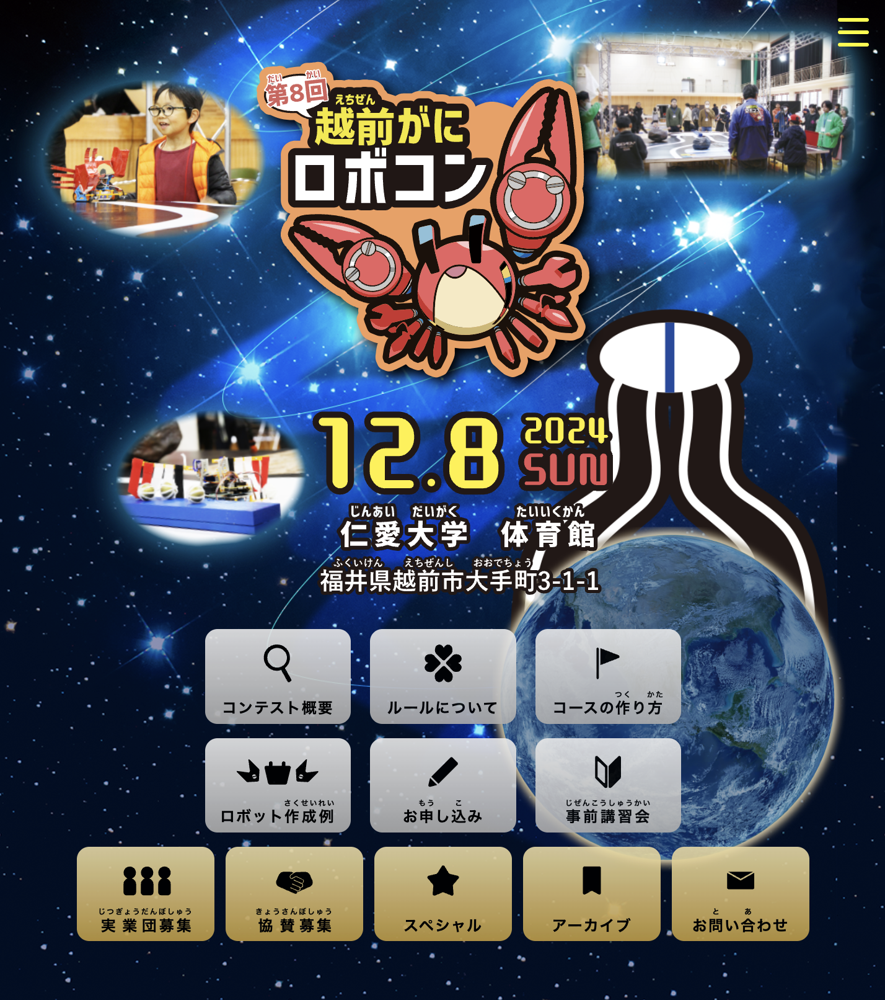 だい かい
第8回
えちぜん
越前がに
ロボコン
12.8 2024
SUN
じんあい だいがく たいいくかん
仁愛大学 体育館
ふくいけん えちぜんし おおでちょう
福井県越前市大手町3-1-1
コンテスト概要
ルールについて
つく かた
コースの作り方
さくせいれい
ロボット作成例
もう こ
お申し込み
じぜんこうしゅうかい
事前講習会
じつぎょうだんぼしゅう
実業団募集
きょうさんぼしゅう
協賛募集
スペシャル
アーカイブ
と あ
お問い合わせ